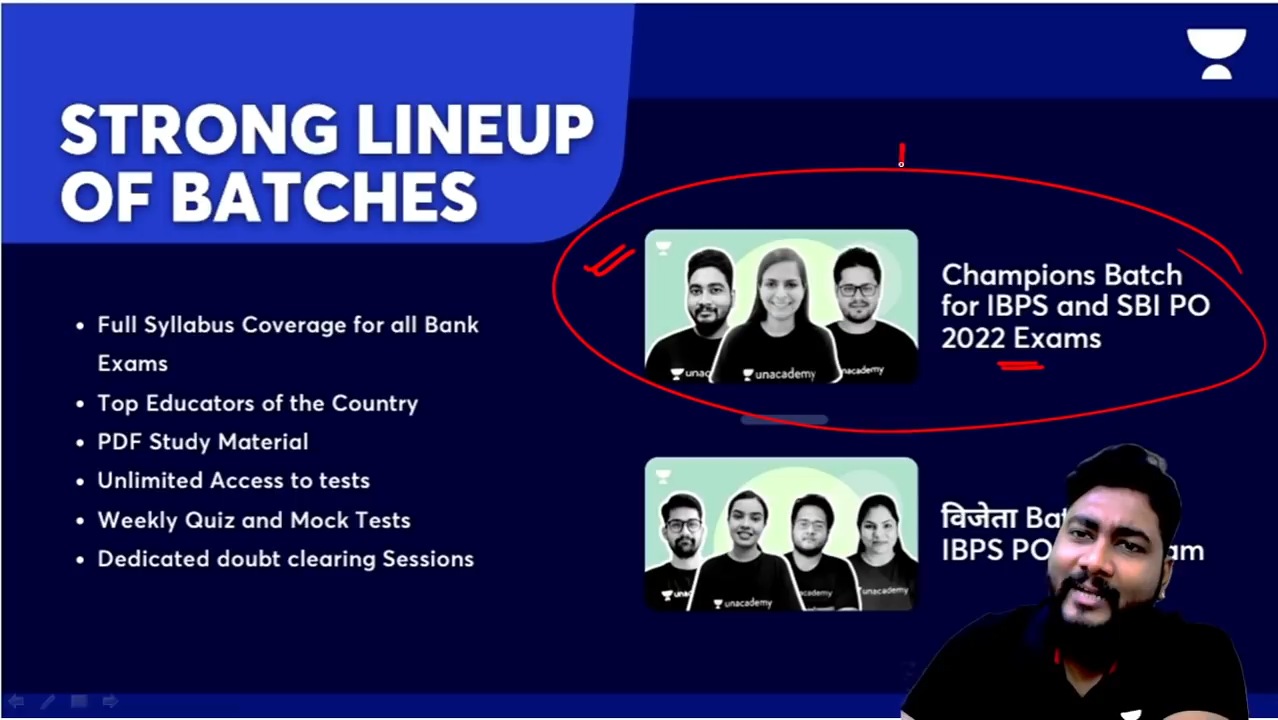 STRONG LINEUP
OF BATCHES
• Full Syllabus Coverage for all Bank
Exams
• Top Educators of the Country
• PDF Study Material
• Unlimited Access to tests
• Weekly Quiz and Mock Tests
• Dedicated doubt clearing Sessions
unacademy
Champions Batch
for IBPS and SBI PO
2022 Exams
unacademy
विजेता
IBPS PO